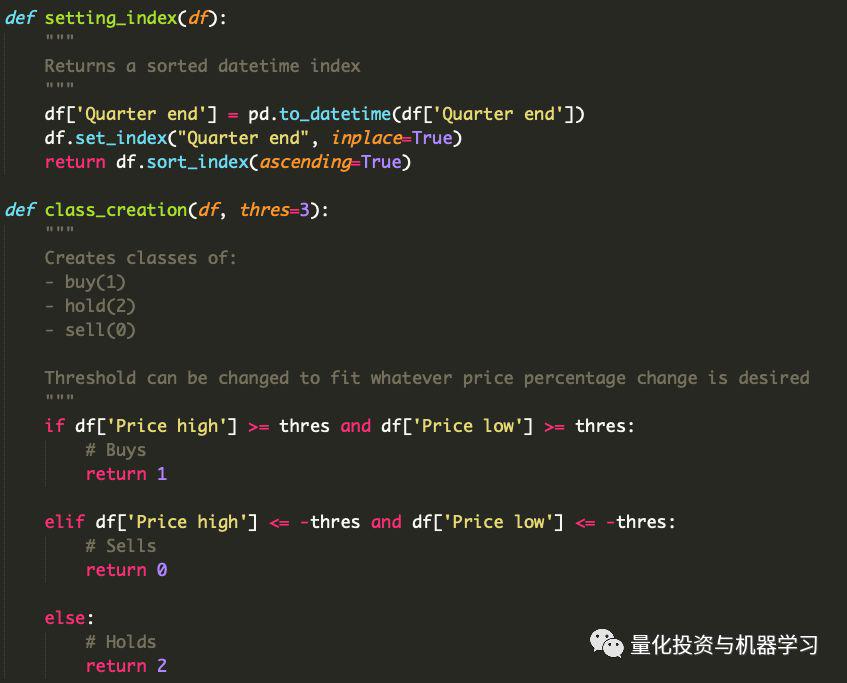 def setting_index(df):
    """
    Returns a sorted datetime index
    """
    df['Quarter end'] = pd.to_datetime(df['Quarter end'])
    df.set_index("Quarter end", inplace=True)
    return df.sort_index(ascending=True)

def class_creation(df, thres=3):
    """
    Creates classes of:
    - buy(1)
    - hold(2)
    - sell(0)

    Threshold can be changed to fit whatever price percentage change is desired
    """
    if df['Price high'] >= thres and df['Price low'] >= thres:
        # Buys
        return 1

    elif df['Price high'] <= -thres and df['Price low'] <= -thres:
        # Sells
        return 0

    else:
        # Holds
        return 2
量化投资与机器学习